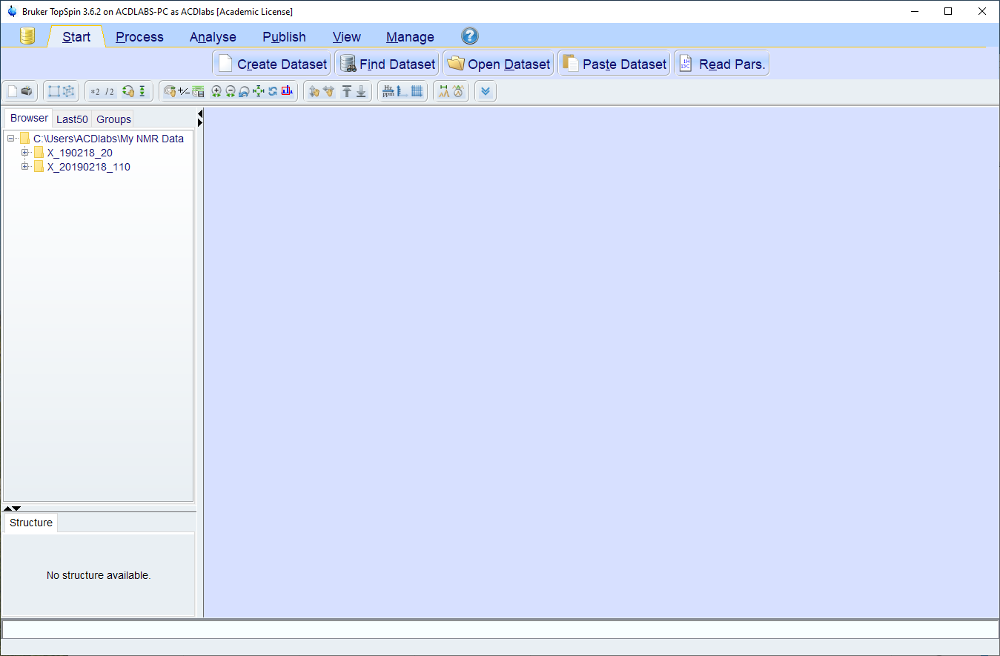 Bruker TopSpin 3.6.2 on ACDLABS-PC as ACDlabs [Academic License]
Start Process Analyse Publish View Manage ?
Create Dataset Find Dataset Open Dataset Paste Dataset Read Pars.
*2 /2 +/- Hz ppm
Browser Last50 Groups
C:\Users\ACDlabs\My NMR Data
X_190218_20
X_20190218_110
Structure
No structure available.